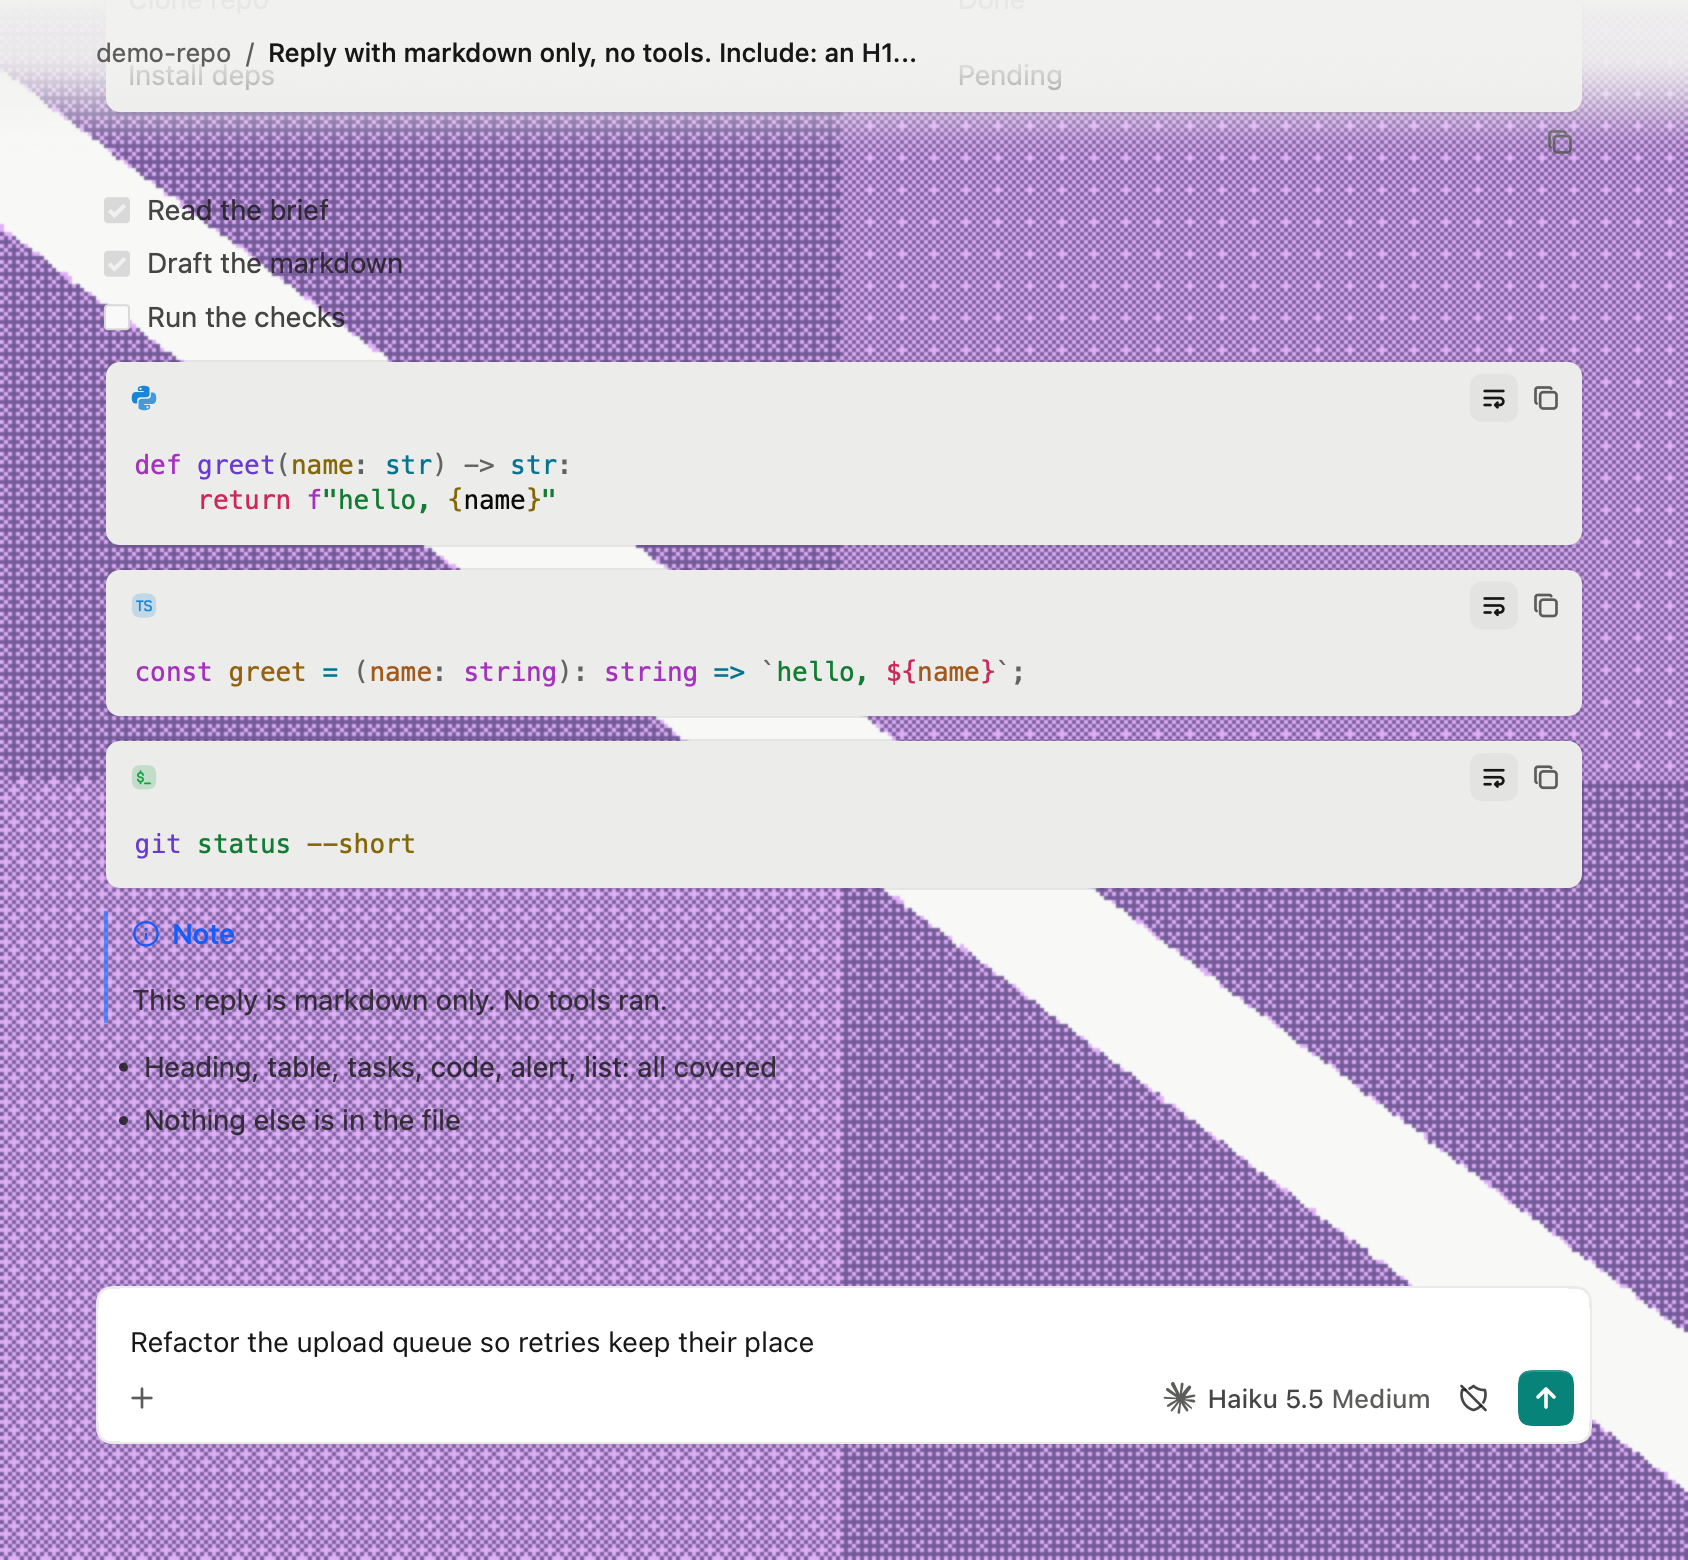 Clone repo Done
demo-repo / Reply with markdown only, no tools. Include: an H1...
Install deps Pending
Read the brief
Draft the markdown
Run the checks
def greet(name: str) -> str:
    return f"hello, {name}"
TS
const greet = (name: string): string => `hello, ${name}`;
$_
git status --short
Note
This reply is markdown only. No tools ran.
• Heading, table, tasks, code, alert, list: all covered
• Nothing else is in the file
Refactor the upload queue so retries keep their place
Haiku 5.5 Medium